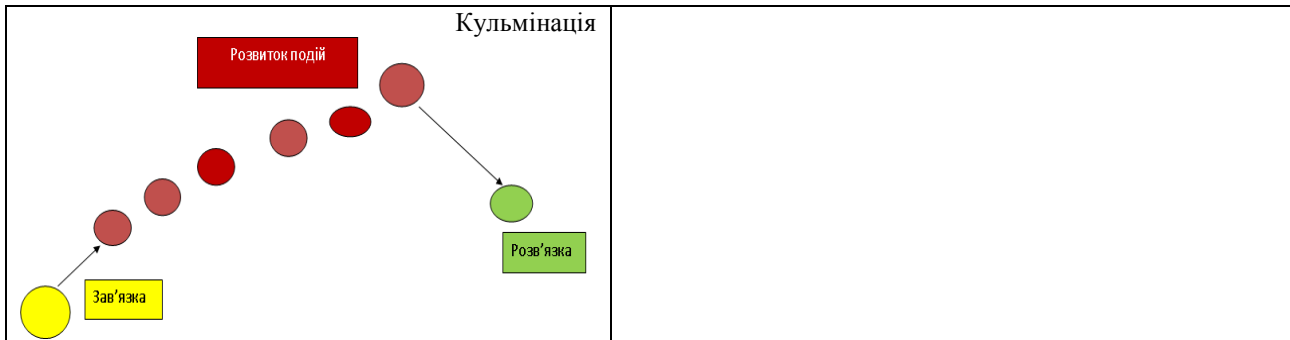 Кульмінація
Розвиток подій
Розв’язка
Зав’язка